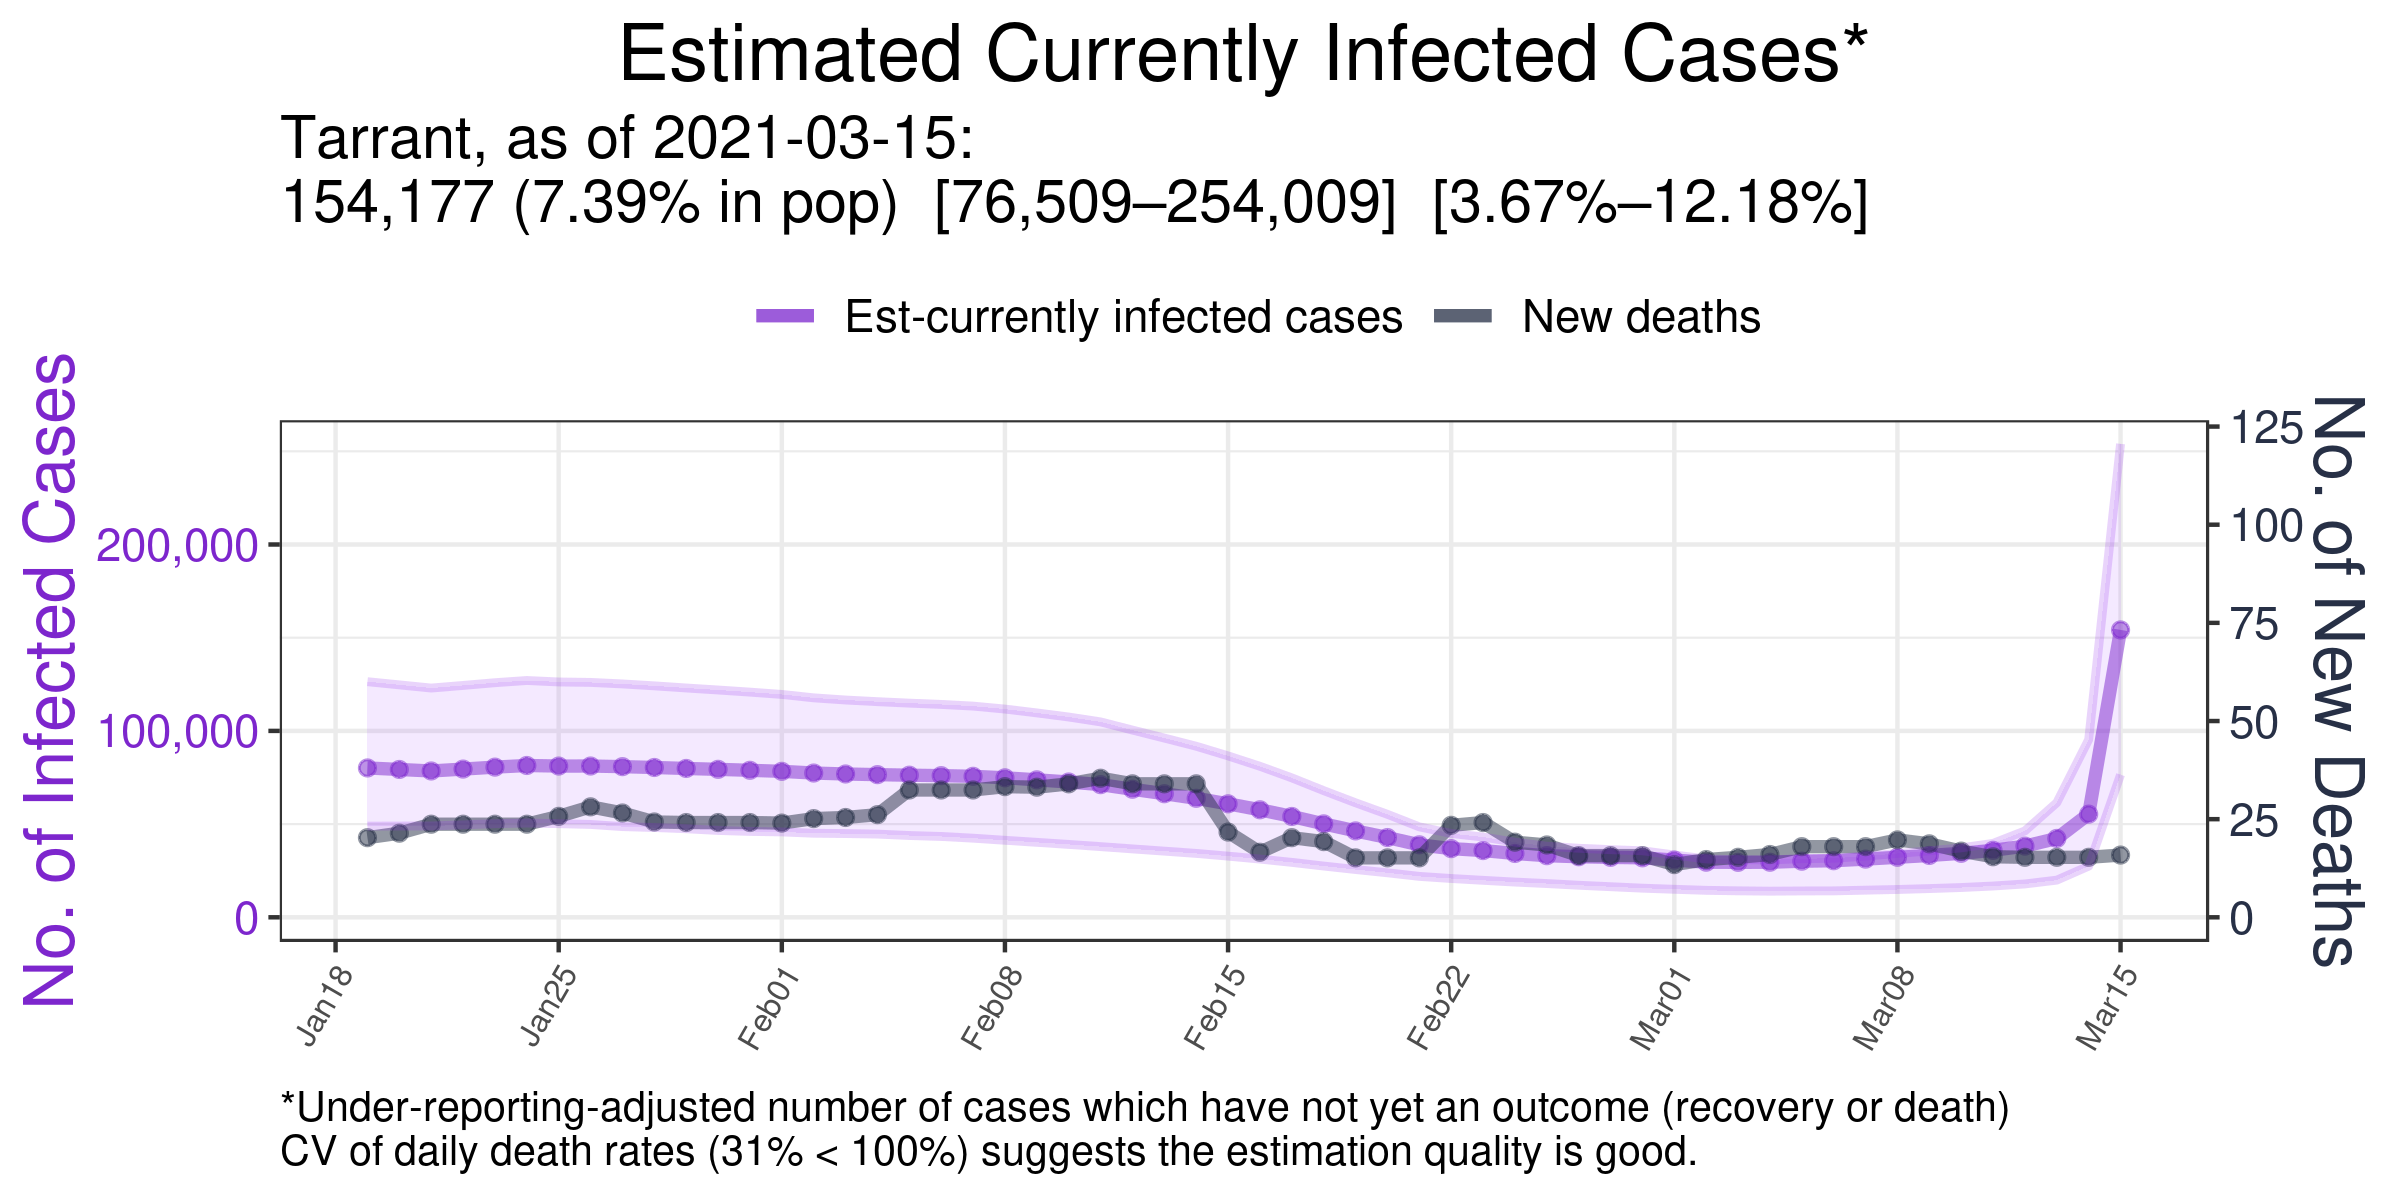 Estimated Currently Infected Cases*
Tarrant, as of 2021-03-15:
154,177 (7.39% in pop)  [76,509–254,009]  [3.67%–12.18%]
Est-currently infected cases
New deaths
No. of Infected Cases
200,000
100,000
0
125
100
75
50
25
0
No. of New Deaths
Jan18
Jan25
Feb01
Feb08
Feb15
Feb22
Mar01
Mar08
Mar15
*Under-reporting-adjusted number of cases which have not yet an outcome (recovery or death)
CV of daily death rates (31% < 100%) suggests the estimation quality is good.